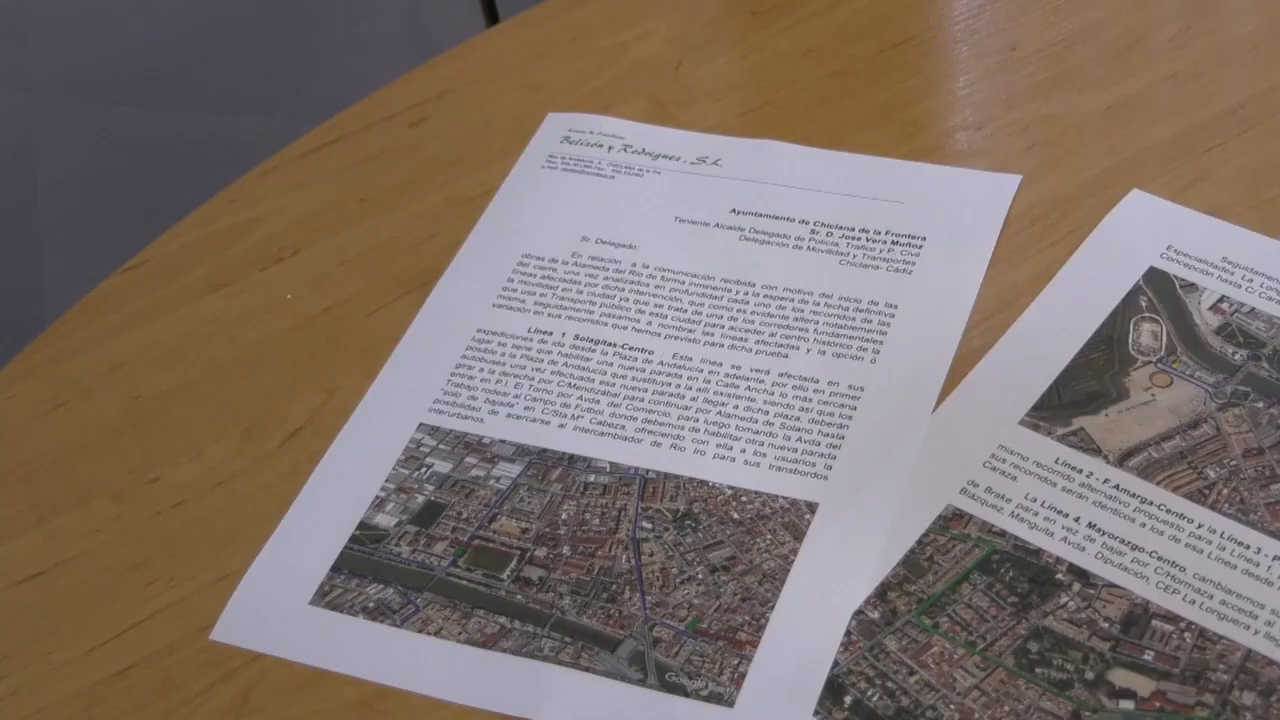 Belizón y Rodríguez, S.L.
Ayuntamiento de Chiclana de la Frontera
Sr. D. Jose Vera Muñoz
Teniente Alcalde Delegado de Policía, Trafico y P. Civil
Delegación de Movilidad y Transportes
Chiclana- Cádiz
Sr. Delegado:
En relación a la comunicación recibida con motivo del inicio de las
obras de la Alameda del Río de forma inminente y a la espera de la fecha definitiva
del cierre, una vez analizados en profundidad cada uno de los recorridos de las
líneas afectadas por dicha intervención, que como es evidente altera notablemente
la movilidad en la ciudad ya que se trata de una de los corredores fundamentales
que usa el Transporte público de esta ciudad para acceder al centro histórico de la
misma, seguidamente pasamos a nombrar las líneas afectadas y la opción ó
variación en sus recorridos que hemos previsto para dicha prueba.
Línea 1 Solagitas-Centro : Esta línea se verá afectada en sus
expediciones de ida desde la Plaza de Andalucía en adelante, por ello en primer
lugar se tiene que habilitar una nueva parada en la Calle Ancha lo más cercana
posible a la Plaza de Andalucía que sustituya a la allí existente, siendo así que los
autobuses una vez efectuada esa nueva parada al llegar a dicha plaza, deberán
girar a la derecha por C/Mendizábal para continuar por Alameda de Solano hasta
entrar en P.I. El Torno por Avda. del Comercio, para luego tomando la Avda del
Trabajo rodear al Campo de Futbol, donde debemos de habilitar otra nueva parada
"solo de bajada" en C/Sta.Mª Cabeza, ofreciendo con ella a los usuarios la
posibilidad de acercarse al Intercambiador de Rio Iro para sus transbordos
interurbanos.
Google
Seguidame
Especialidades La Lon
Concepción hasta C/ Car
Línea 2 - F.Amarga-Centro y la Línea 3 - P
mismo recorrido alternativo propuesto para la Línea 1,
sus recorridos serán idénticos a los de esa Línea desde
Caraza.
La Línea 4, Mayorazgo-Centro, cambiaremos s
de Brake para en vez de bajar por C/Hormaza acceda al
Blázquez, Manguita, Avda . Diputación, CEP La Longuera y lle